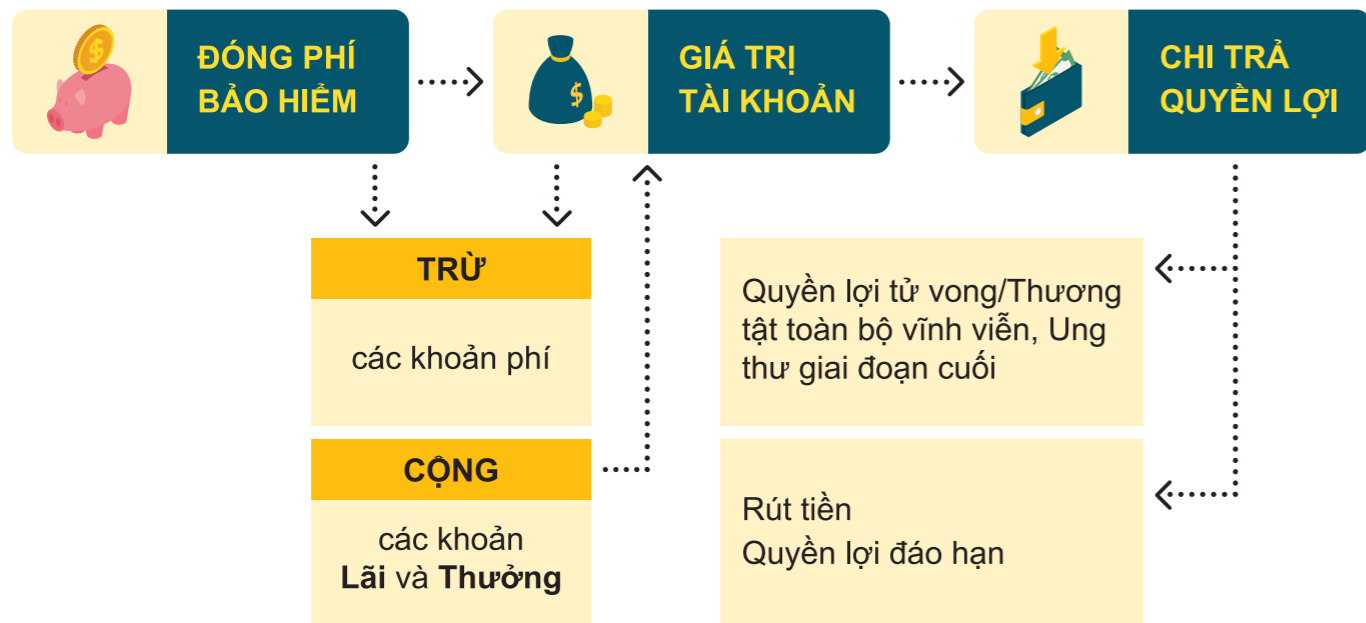 ĐÓNG PHÍ
BẢO HIỂM
GIÁ TRỊ
TÀI KHOẢN
CHI TRẢ
QUYỀN LỢI
TRỪ
các khoản phí
CỘNG
các khoản
Lãi và Thưởng
Quyền lợi tử vong/Thương
tật toàn bộ vĩnh viễn, Ung
thư giai đoạn cuối
Rút tiền
Quyền lợi đáo hạn